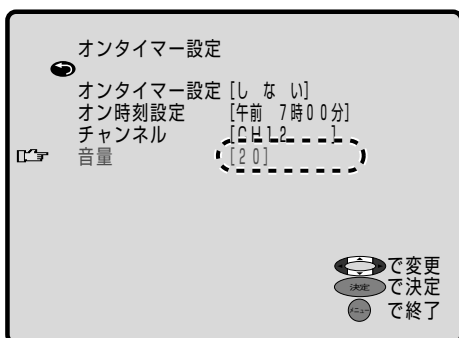 オンタイマー設定
オンタイマー設定 [し な い]
オン時刻設定 [午前 7時00分]
チャンネル [CH12 ]
音量 [20]
で変更
決定 で決定
メニュー で終了